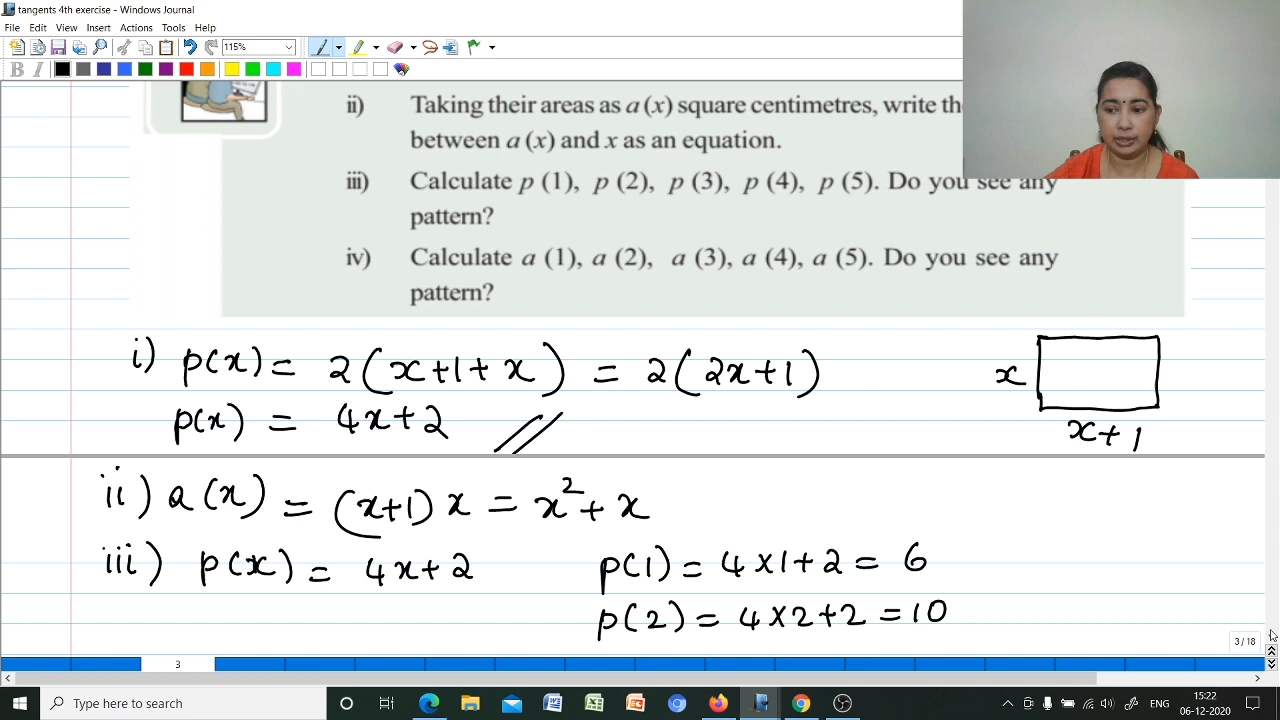 tangents 4th exercise - Windows Journal
File Edit View Insert Actions Tools Help
115%
B I
ii) Taking their areas as a (x) square centimetres, write the
between a (x) and x as an equation.
iii) Calculate p (1), p (2), p (3), p (4), p (5). Do you see any
pattern?
iv) Calculate a (1), a (2), a (3), a (4), a (5). Do you see any
pattern?
i) p(x) = 2(x+1+x) = 2(2x+1)
x
p(x) = 4x+2
x+1
ii) a(x) = (x+1)x = x²+x
iii) p(x) = 4x+2 p(1) = 4×1+2 = 6
p(2) = 4×2+2 = 10
3 / 18
3
Type here to search
ENG
15:22
06-12-2020